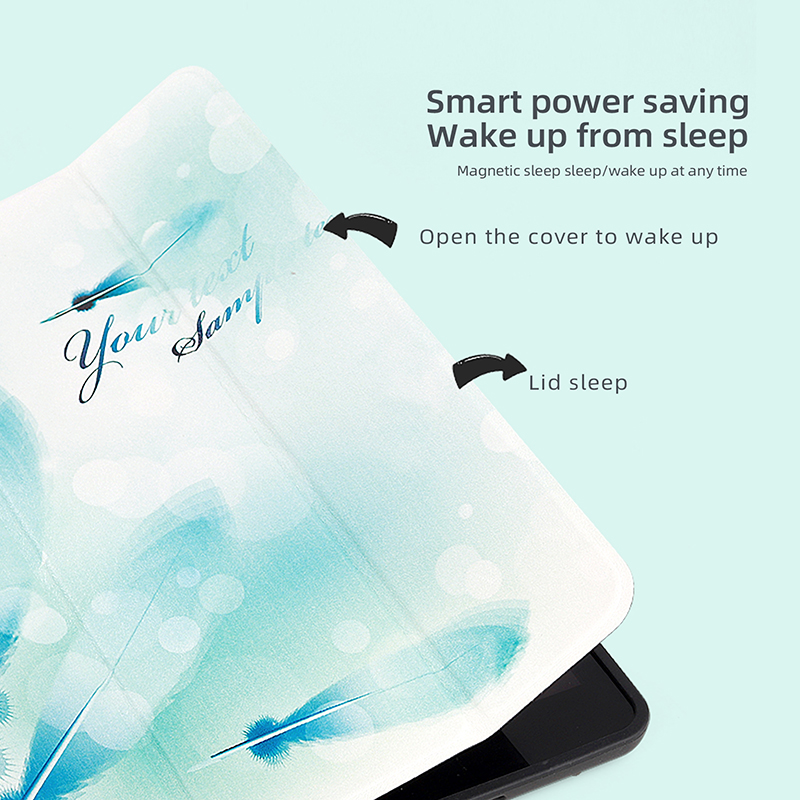 Smart power saving
Wake up from sleep
Magnetic sleep sleep/wake up at any time
Open the cover to wake up
Lid sleep
Your text